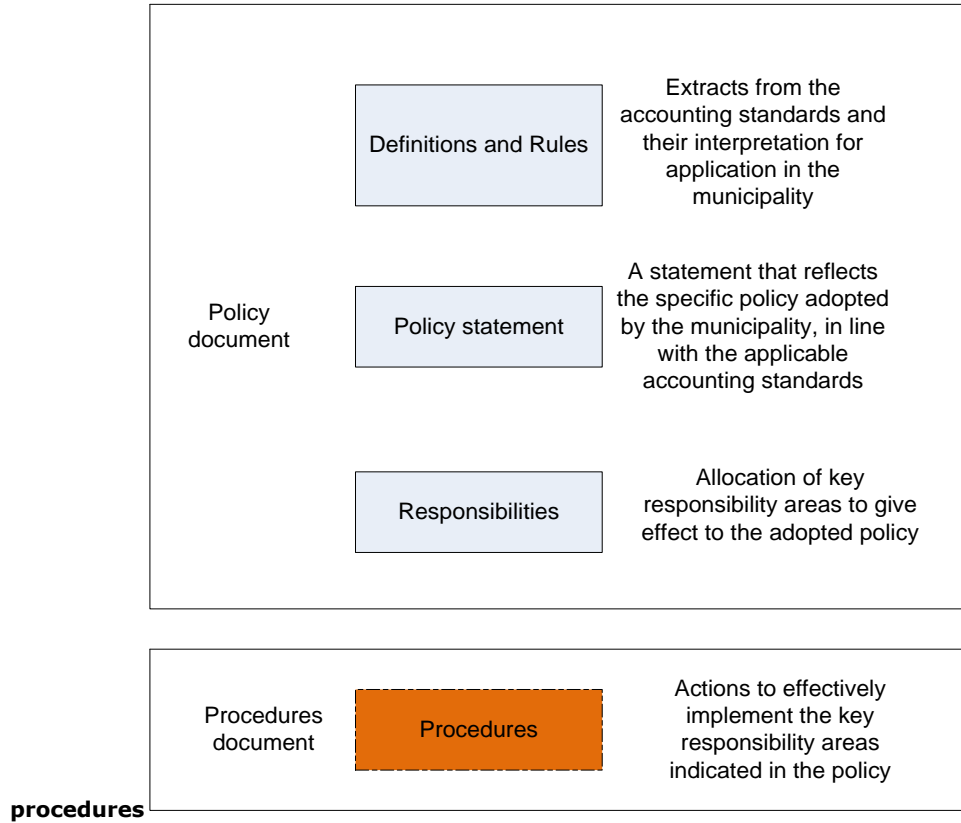 Definitions and Rules
Extracts from the
accounting standards and
their interpretation for
application in the
municipality
Policy
document
Policy statement
A statement that reflects
the specific policy adopted
by the municipality, in line
with the applicable
accounting standards
Responsibilities
Allocation of key
responsibility areas to give
effect to the adopted policy
Procedures
document
Procedures
Actions to effectively
implement the key
responsibility areas
indicated in the policy
procedures